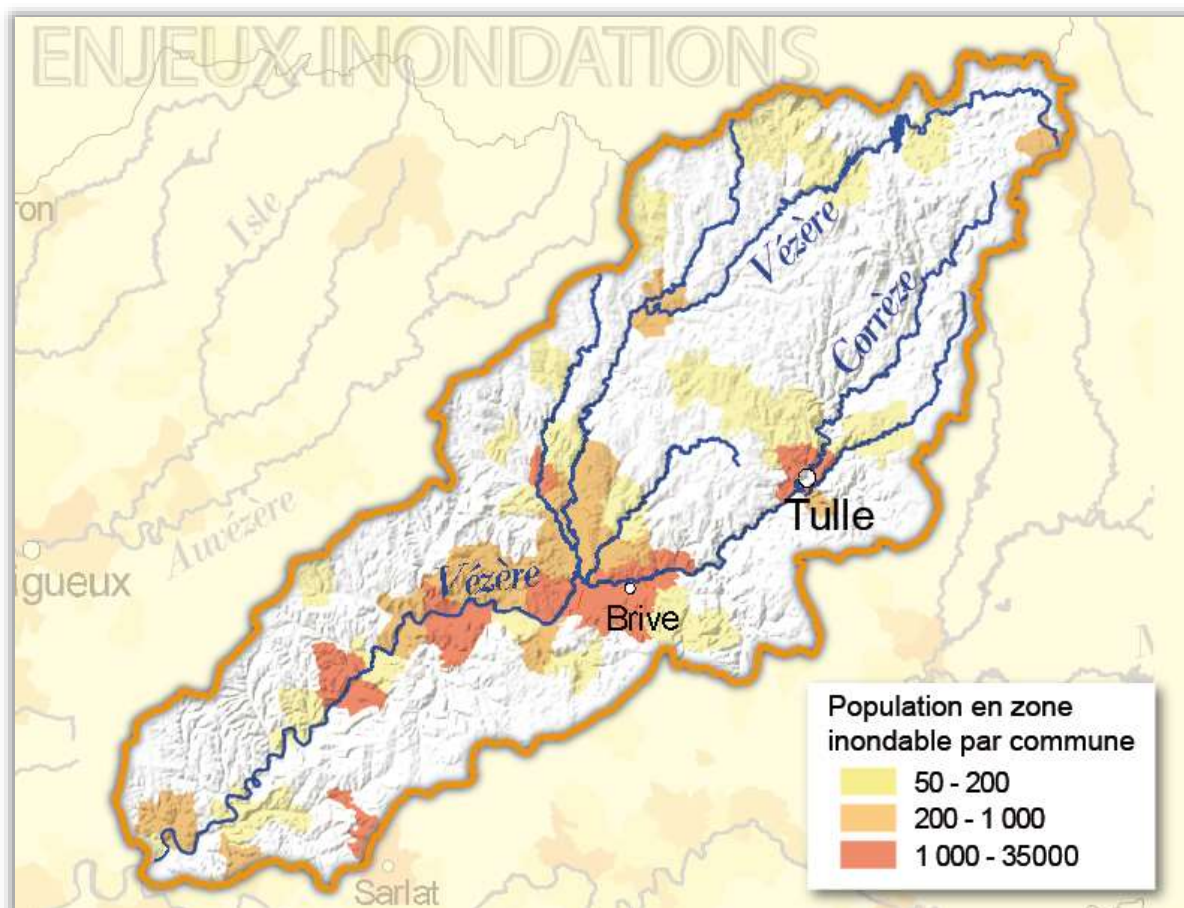 ENJEUX INONDATIONS
ron
Isle
Vézère
Corrèze
Auvézère
Tulle
igueux
Vézère
Brive
M
Sarlat
Population en zone
inondable par commune
50 - 200
200 - 1 000
1 000 - 35000